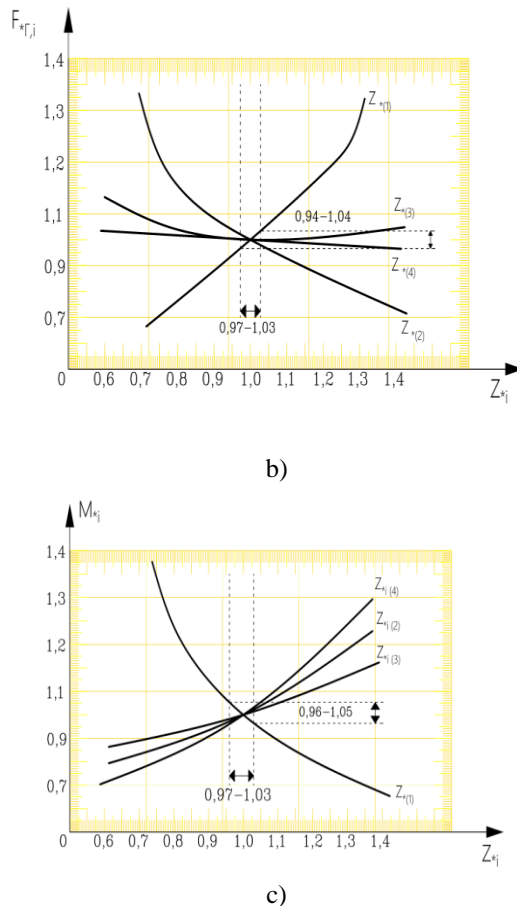 F*Г,i
1,4
1,3
Z*(1)
1,2
1,1
0,94-1,04
Z*(3)
0,9
Z*(4)
0,7
0,97-1,03
Z*(2)
0
0,6 0,7 0,8 0,9 1,0 1,1 1,2 1,3 1,4
Z*i
b)
M*i
1,4
1,3
Z*i (4)
1,2
Z*i (2)
Z*i (3)
1,1
0,96-1,05
0,9
0,7
0,97-1,03
Z*(1)
0
0,6 0,7 0,8 0,9 1,0 1,1 1,2 1,3 1,4
Z*i
c)